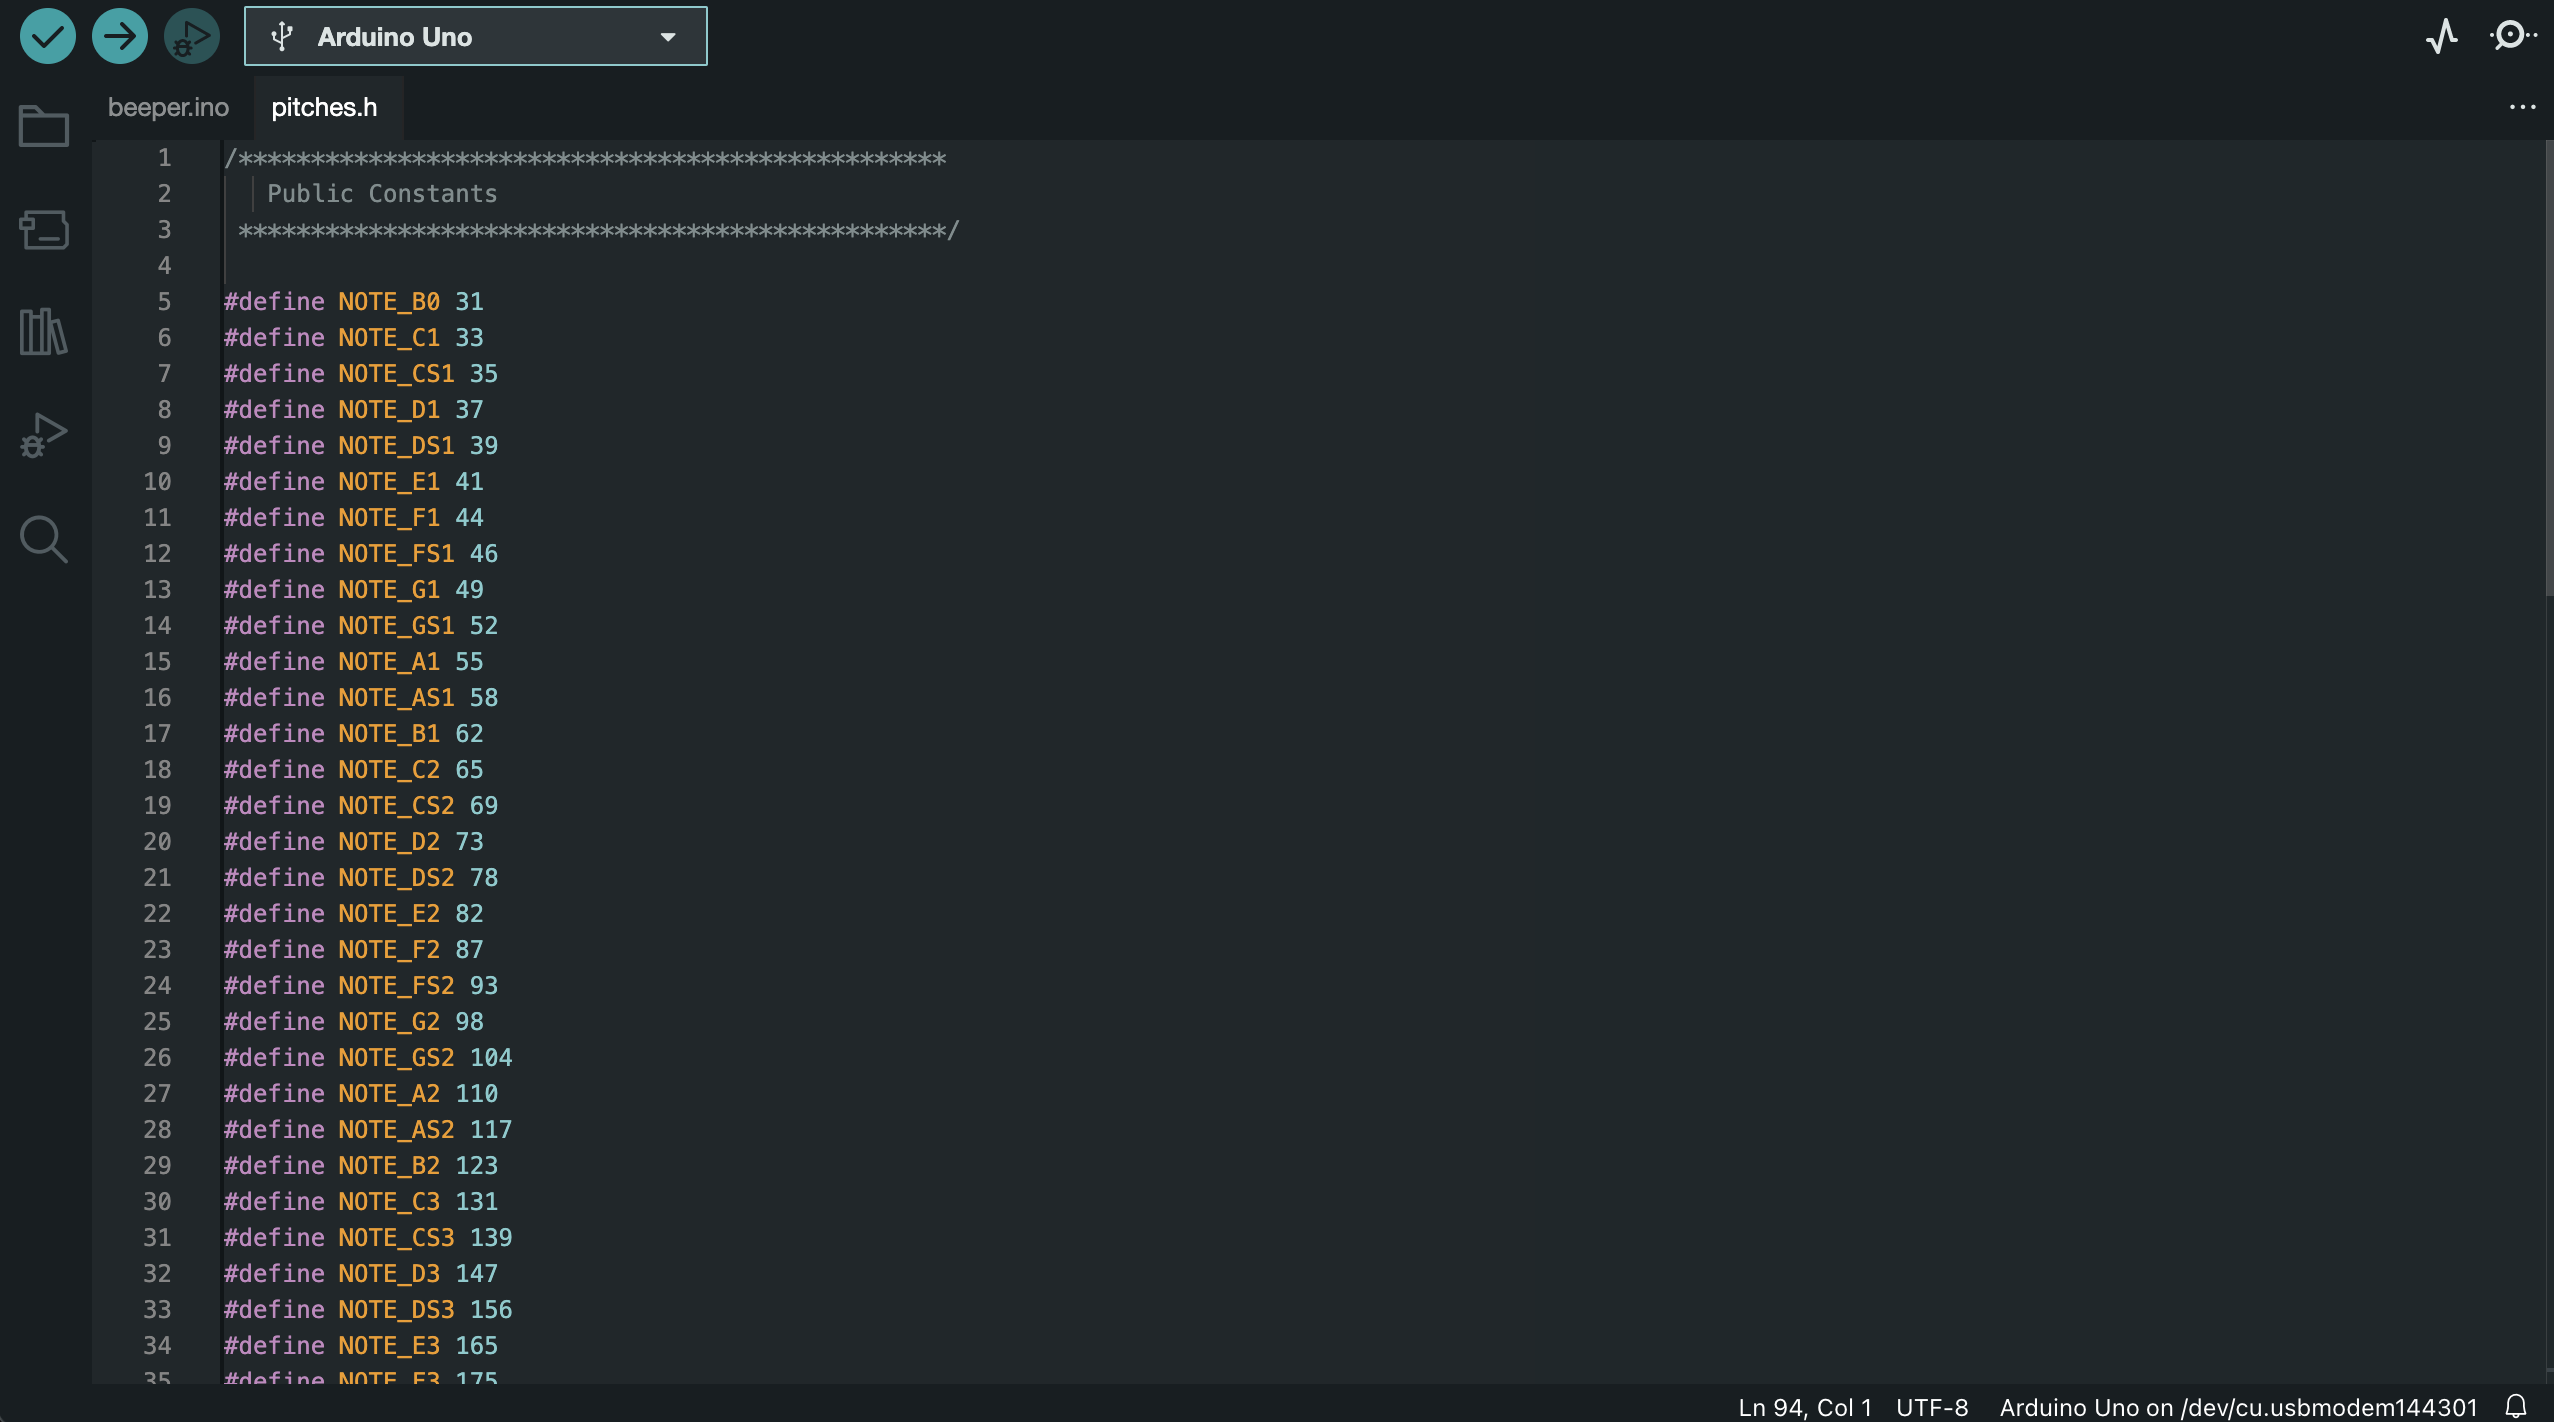 Arduino Uno
beeper.ino
pitches.h
1 /*************************************************
2 Public Constants
3 *************************************************/
4
5 #define NOTE_B0 31
6 #define NOTE_C1 33
7 #define NOTE_CS1 35
8 #define NOTE_D1 37
9 #define NOTE_DS1 39
10 #define NOTE_E1 41
11 #define NOTE_F1 44
12 #define NOTE_FS1 46
13 #define NOTE_G1 49
14 #define NOTE_GS1 52
15 #define NOTE_A1 55
16 #define NOTE_AS1 58
17 #define NOTE_B1 62
18 #define NOTE_C2 65
19 #define NOTE_CS2 69
20 #define NOTE_D2 73
21 #define NOTE_DS2 78
22 #define NOTE_E2 82
23 #define NOTE_F2 87
24 #define NOTE_FS2 93
25 #define NOTE_G2 98
26 #define NOTE_GS2 104
27 #define NOTE_A2 110
28 #define NOTE_AS2 117
29 #define NOTE_B2 123
30 #define NOTE_C3 131
31 #define NOTE_CS3 139
32 #define NOTE_D3 147
33 #define NOTE_DS3 156
34 #define NOTE_E3 165
35 #define NOTE_F3 175
Ln 94, Col 1 UTF-8 Arduino Uno on /dev/cu.usbmodem144301